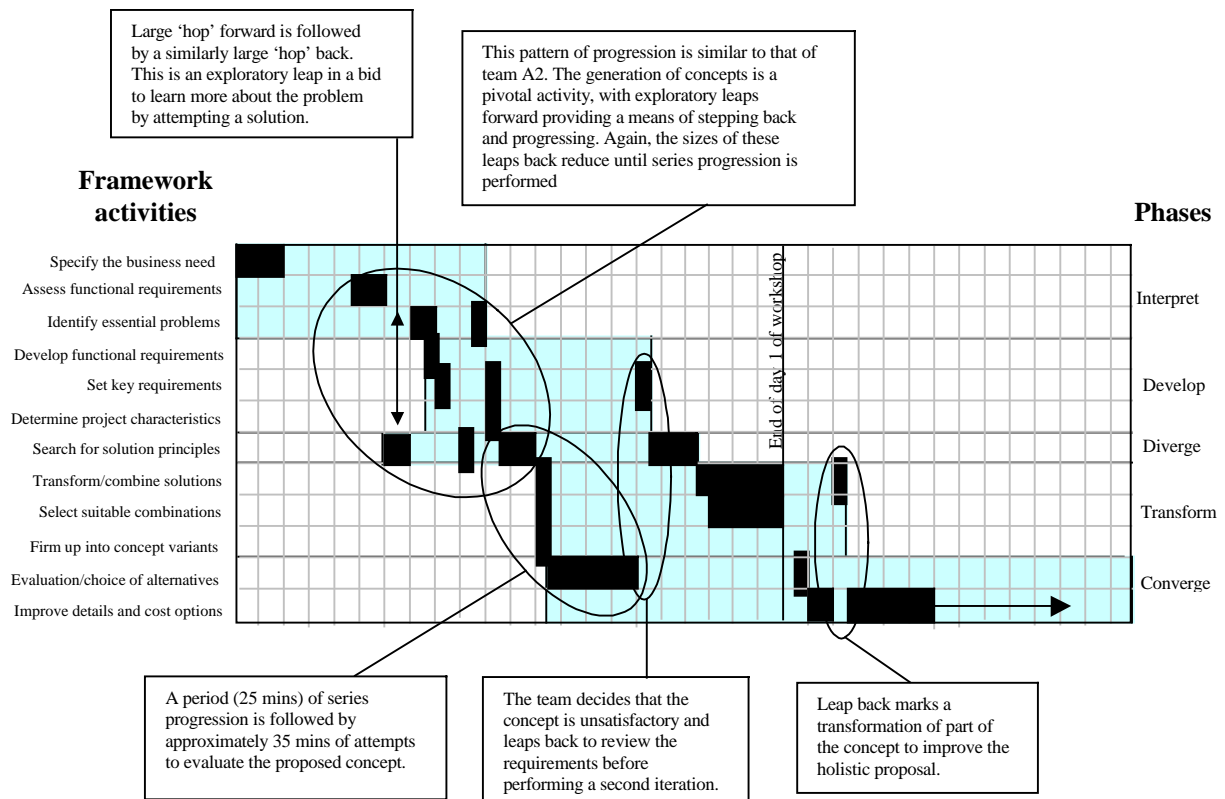 Large ‘hop’ forward is followed
by a similarly large ‘hop’ back.
This is an exploratory leap in a bid
to learn more about the problem
by attempting a solution.
This pattern of progression is similar to that of
team A2. The generation of concepts is a
pivotal activity, with exploratory leaps
forward providing a means of stepping back
and progressing. Again, the sizes of these
leaps back reduce until series progression is
performed
Framework
activities
Phases
Specify the business need
Assess functional requirements
Identify essential problems
Develop functional requirements
Set key requirements
Determine project characteristics
Search for solution principles
Transform/combine solutions
Select suitable combinations
Firm up into concept variants
Evaluation/choice of alternatives
Improve details and cost options
End of day 1 of workshop
Interpret
Develop
Diverge
Transform
Converge
A period (25 mins) of series
progression is followed by
approximately 35 mins of attempts
to evaluate the proposed concept.
The team decides that the
concept is unsatisfactory and
leaps back to review the
requirements before
performing a second iteration.
Leap back marks a
transformation of part of
the concept to improve the
holistic proposal.